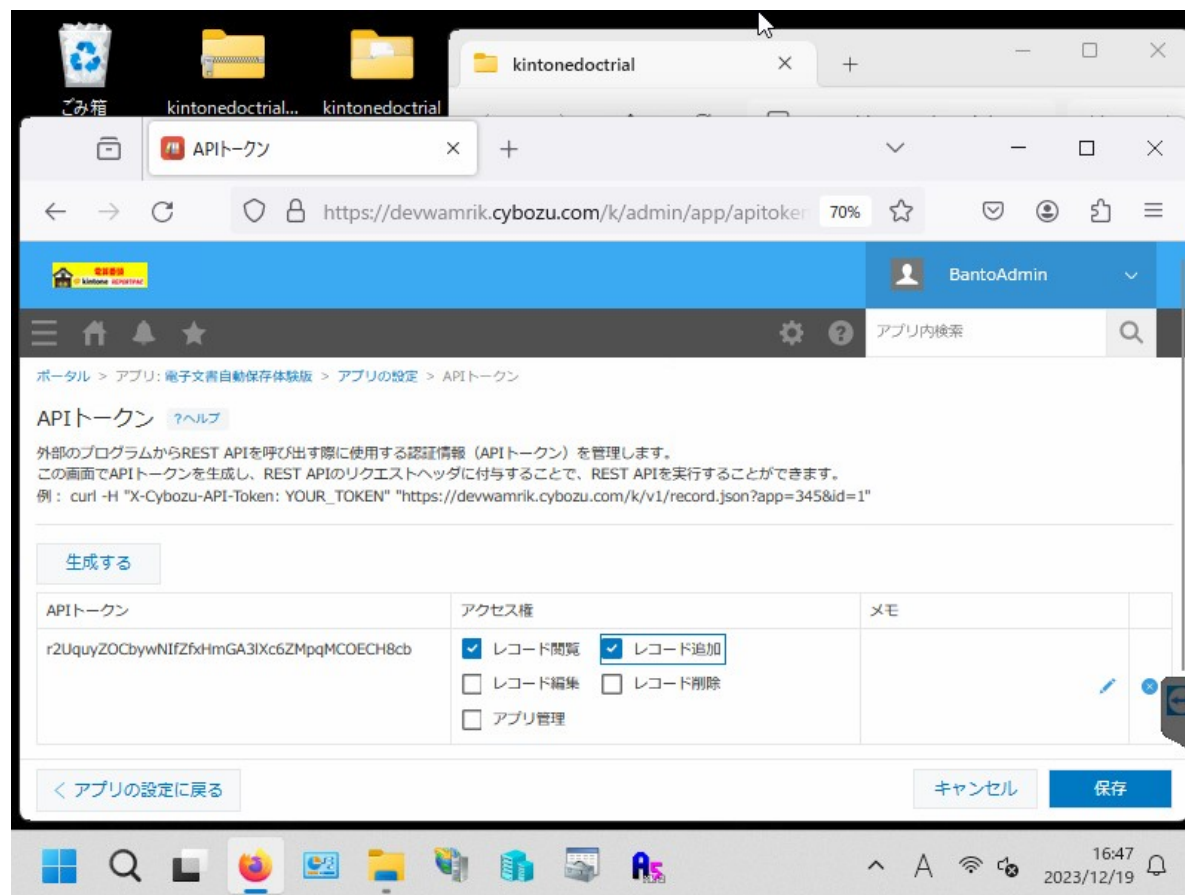 ごみ箱
kintonedoctrial...
kintonedoctrial
kintonedoctrial
APIトークン
https://devwamrik.cybozu.com/k/admin/app/apitoken
70%
電話番頭
kintone REPORTPAC
BantoAdmin
アプリ内検索
ポータル > アプリ: 電子文書自動保存体験版 > アプリの設定 > APIトークン
APIトークン ?ヘルプ
外部のプログラムからREST APIを呼び出す際に使用する認証情報（APIトークン）を管理します。
この画面でAPIトークンを生成し、REST APIのリクエストヘッダに付与することで、REST APIを実行することができます。
例： curl -H "X-Cybozu-API-Token: YOUR_TOKEN" "https://devwamrik.cybozu.com/k/v1/record.json?app=345&id=1"
生成する
APIトークン アクセス権 メモ
r2UquyZOCbywNIfZfxHmGA3lXc6ZMpqMCOECH8cb レコード閲覧 レコード追加
レコード編集 レコード削除
アプリ管理
< アプリの設定に戻る キャンセル 保存
A
16:47
2023/12/19